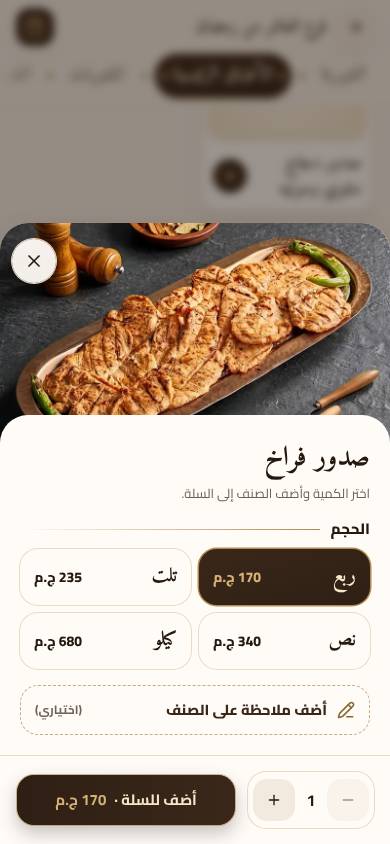 صدور فراخ
اختر الكمية وأضف الصنف إلى السلة.
الحجم
ربع 170 ج.م
تلت 235 ج.م
نص 340 ج.م
كيلو 680 ج.م
أضف ملاحظة على الصنف (اختياري)
− 1 +
أضف للسلة · 170 ج.م